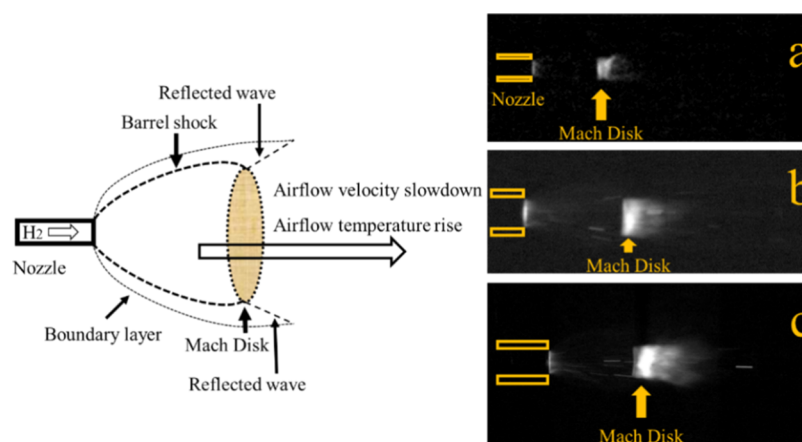 Reflected wave
Barrel shock
Airflow velocity slowdown
Airflow temperature rise
H2
Nozzle
Boundary layer
Mach Disk
Reflected wave
a
Nozzle
Mach Disk
b
Mach Disk
c
Mach Disk